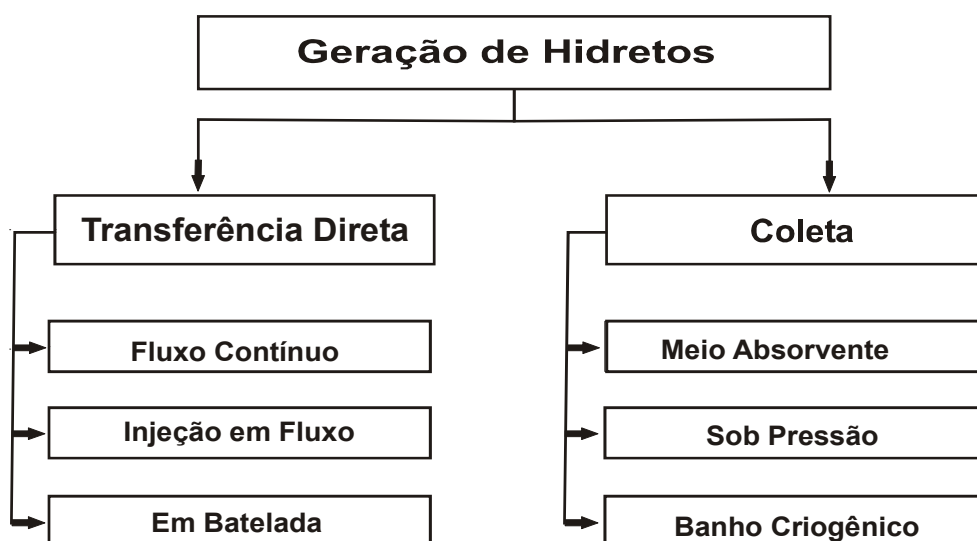 Geração de Hidretos
Transferência Direta
Fluxo Contínuo
Injeção em Fluxo
Em Batelada
Coleta
Meio Absorvente
Sob Pressão
Banho Criogênico